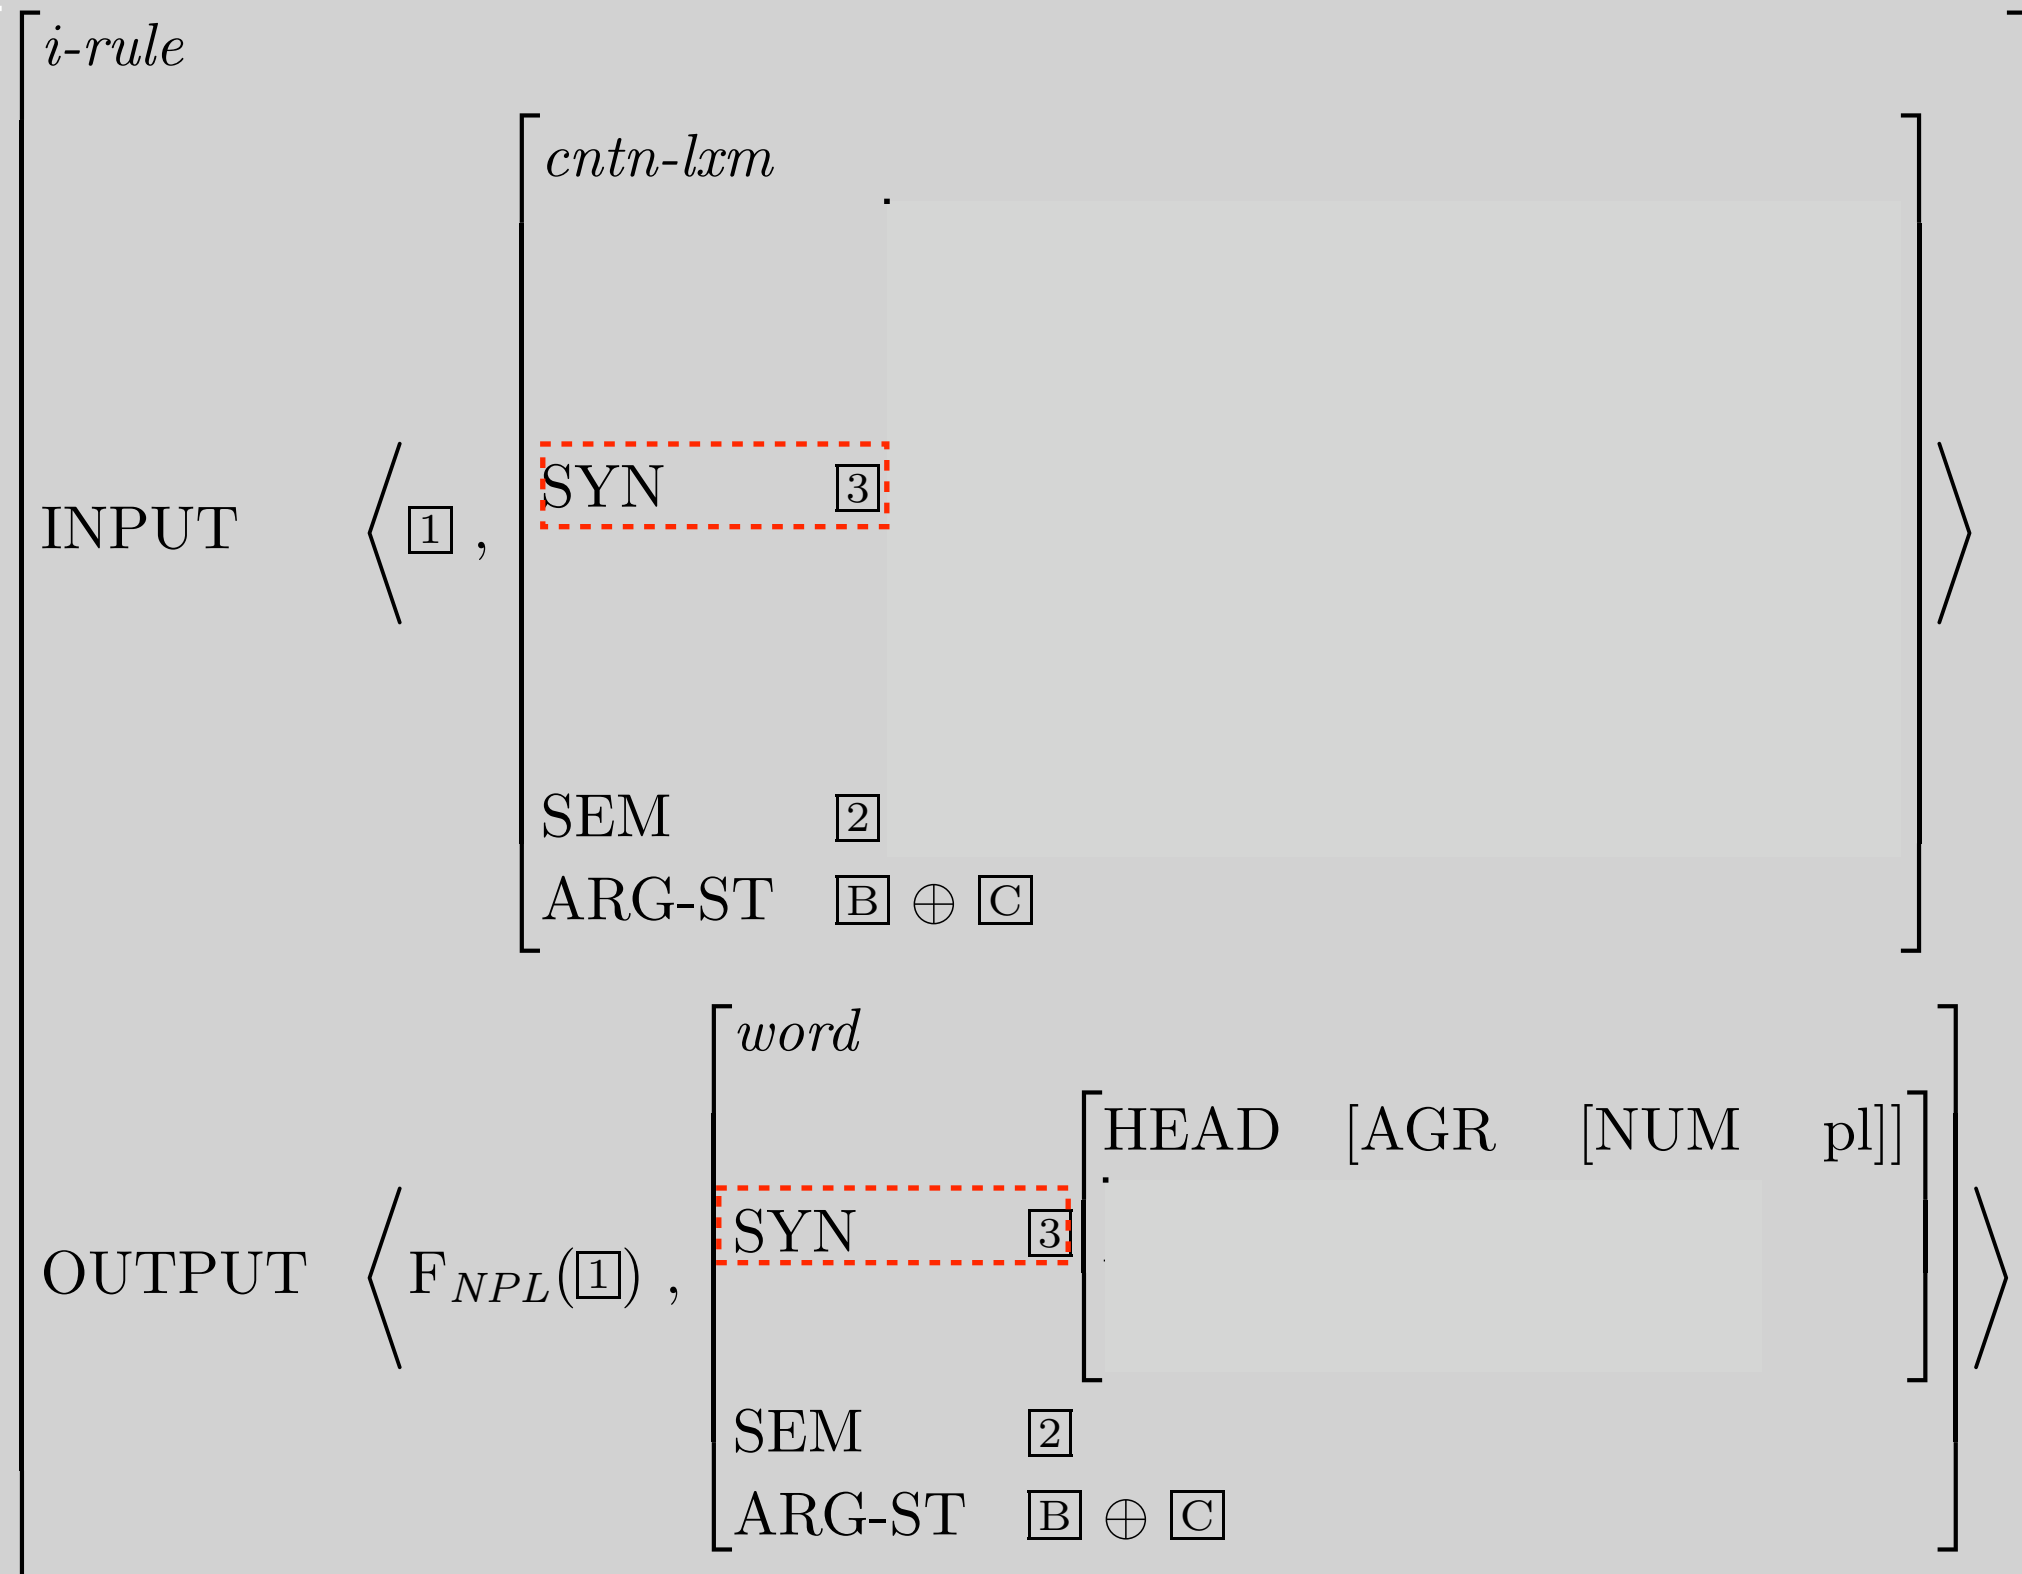 i-rule
cntn-lxm
SYN 3
INPUT ⟨ 1 , ⟩
SEM 2
ARG-ST B ⊕ C
word
HEAD [AGR [NUM pl]]
SYN 3
OUTPUT ⟨ F_NPL(1) , ⟩
SEM 2
ARG-ST B ⊕ C